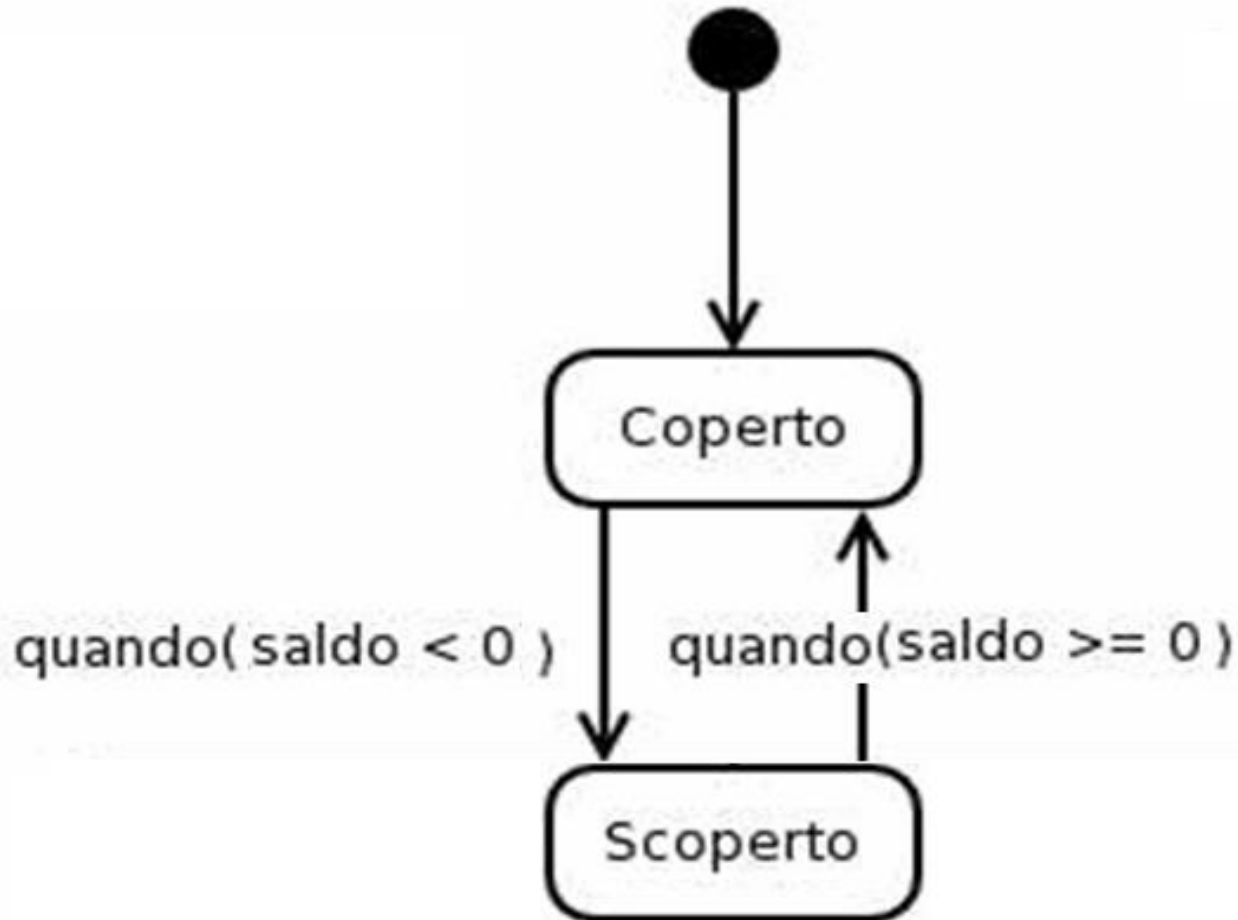 Coperto
quando( saldo < 0 )
quando(saldo >= 0 )
Scoperto